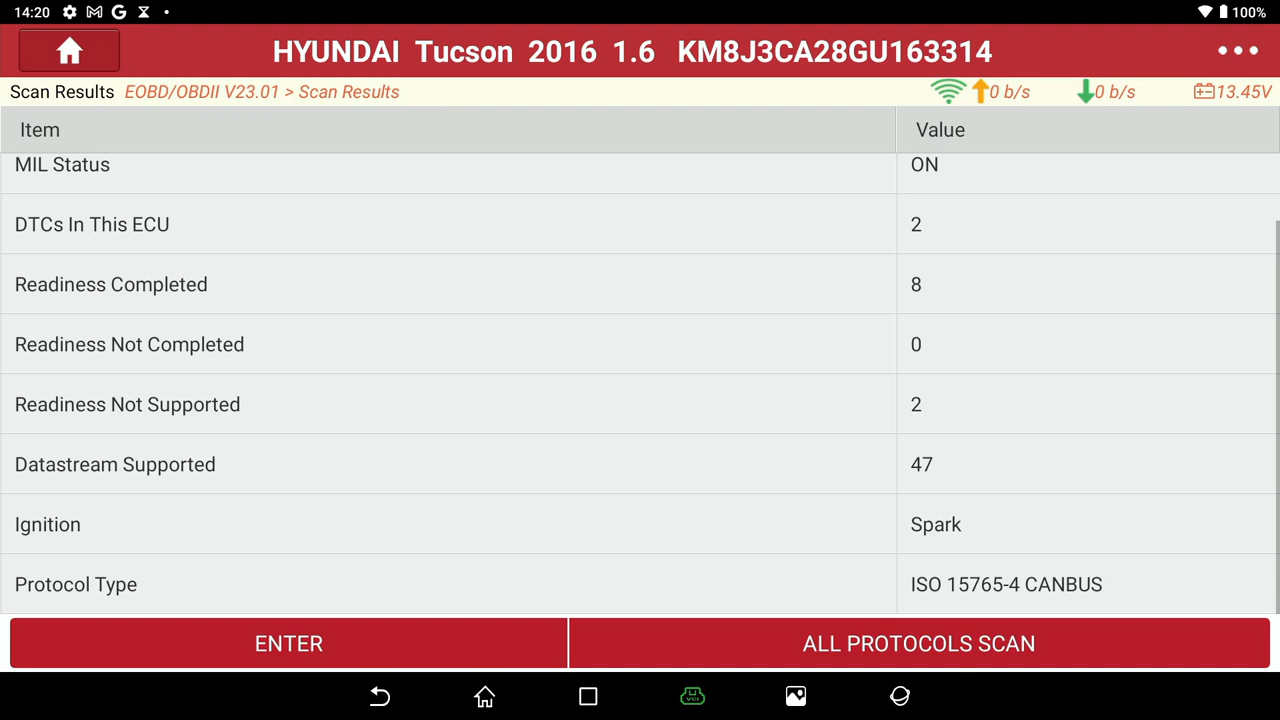 14:20 100%
HYUNDAI Tucson 2016 1.6 KM8J3CA28GU163314
Scan Results EOBD/OBDII V23.01 > Scan Results 0 b/s 0 b/s 13.45V
Item Value
MIL Status ON
DTCs In This ECU 2
Readiness Completed 8
Readiness Not Completed 0
Readiness Not Supported 2
Datastream Supported 47
Ignition Spark
Protocol Type ISO 15765-4 CANBUS
ENTER ALL PROTOCOLS SCAN
VCI